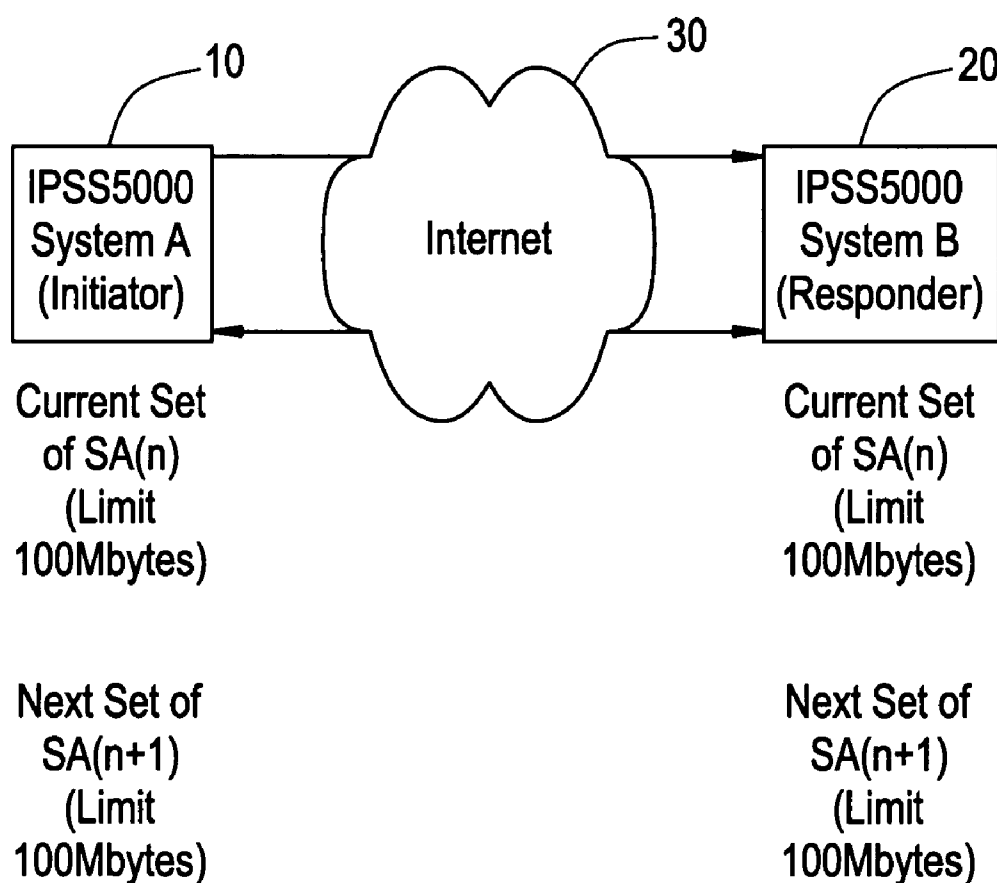 10
30
20
IPSS5000
System A
(Initiator)
Internet
IPSS5000
System B
(Responder)
Current Set
of SA(n)
(Limit
100Mbytes)
Current Set
of SA(n)
(Limit
100Mbytes)
Next Set of
SA(n+1)
(Limit
100Mbytes)
Next Set of
SA(n+1)
(Limit
100Mbytes)